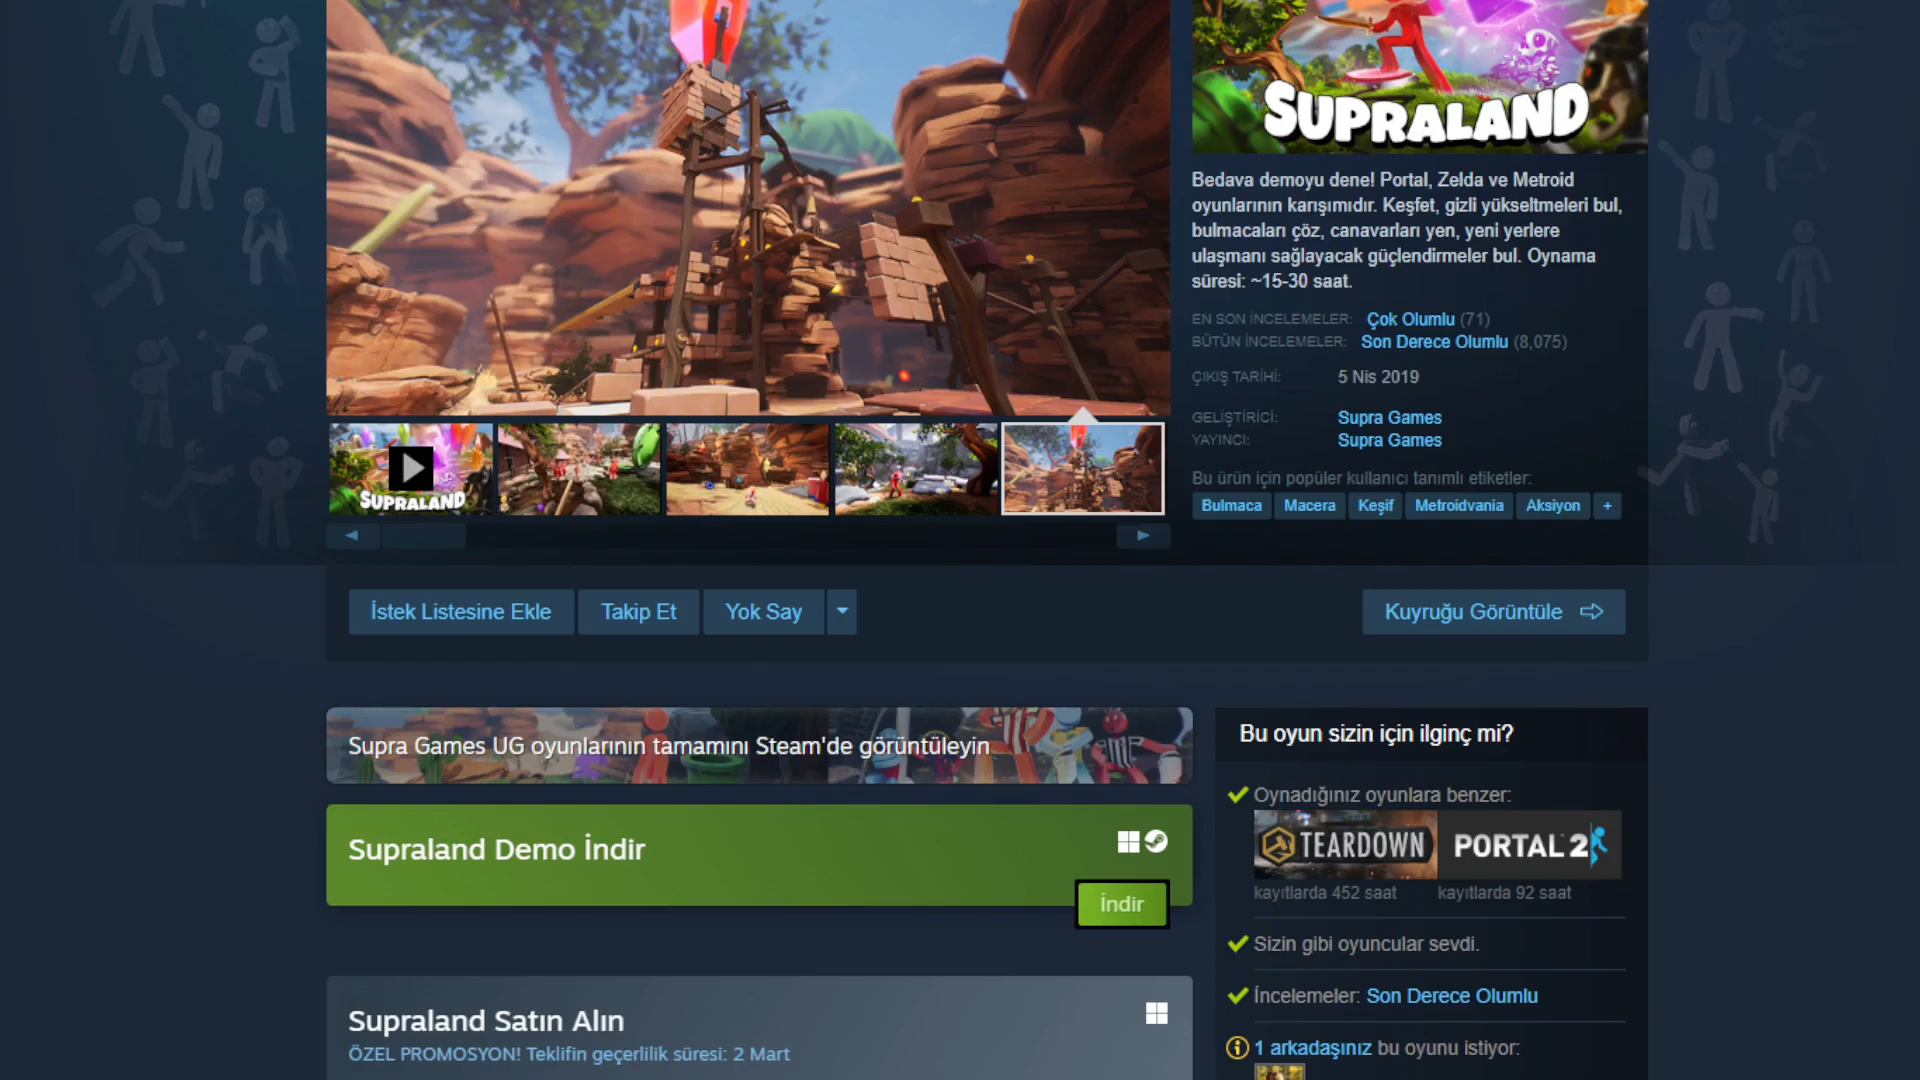 SUPRALAND
Bedava demoyu dene! Portal, Zelda ve Metroid
oyunlarının karışımıdır. Keşfet, gizli yükseltmeleri bul,
bulmacaları çöz, canavarları yen, yeni yerlere
ulaşmanı sağlayacak güçlendirmeler bul. Oynama
süresi: ~15-30 saat.
EN SON İNCELEMELER: Çok Olumlu (71)
BÜTÜN İNCELEMELER: Son Derece Olumlu (8,075)
ÇIKIŞ TARİHİ: 5 Nis 2019
GELİŞTİRİCİ: Supra Games
YAYINCI: Supra Games
Bu ürün için popüler kullanıcı tanımlı etiketler:
Bulmaca Macera Keşif Metroidvania Aksiyon +
SUPRALAND
İstek Listesine Ekle Takip Et Yok Say Kuyruğu Görüntüle
Supra Games UG oyunlarının tamamını Steam'de görüntüleyin
Supraland Demo İndir
İndir
Supraland Satın Alın
ÖZEL PROMOSYON! Teklifin geçerlilik süresi: 2 Mart
Bu oyun sizin için ilginç mi?
Oynadığınız oyunlara benzer:
TEARDOWN PORTAL 2
kayıtlarda 452 saat kayıtlarda 92 saat
Sizin gibi oyuncular sevdi.
İncelemeler: Son Derece Olumlu
1 arkadaşınız bu oyunu istiyor: